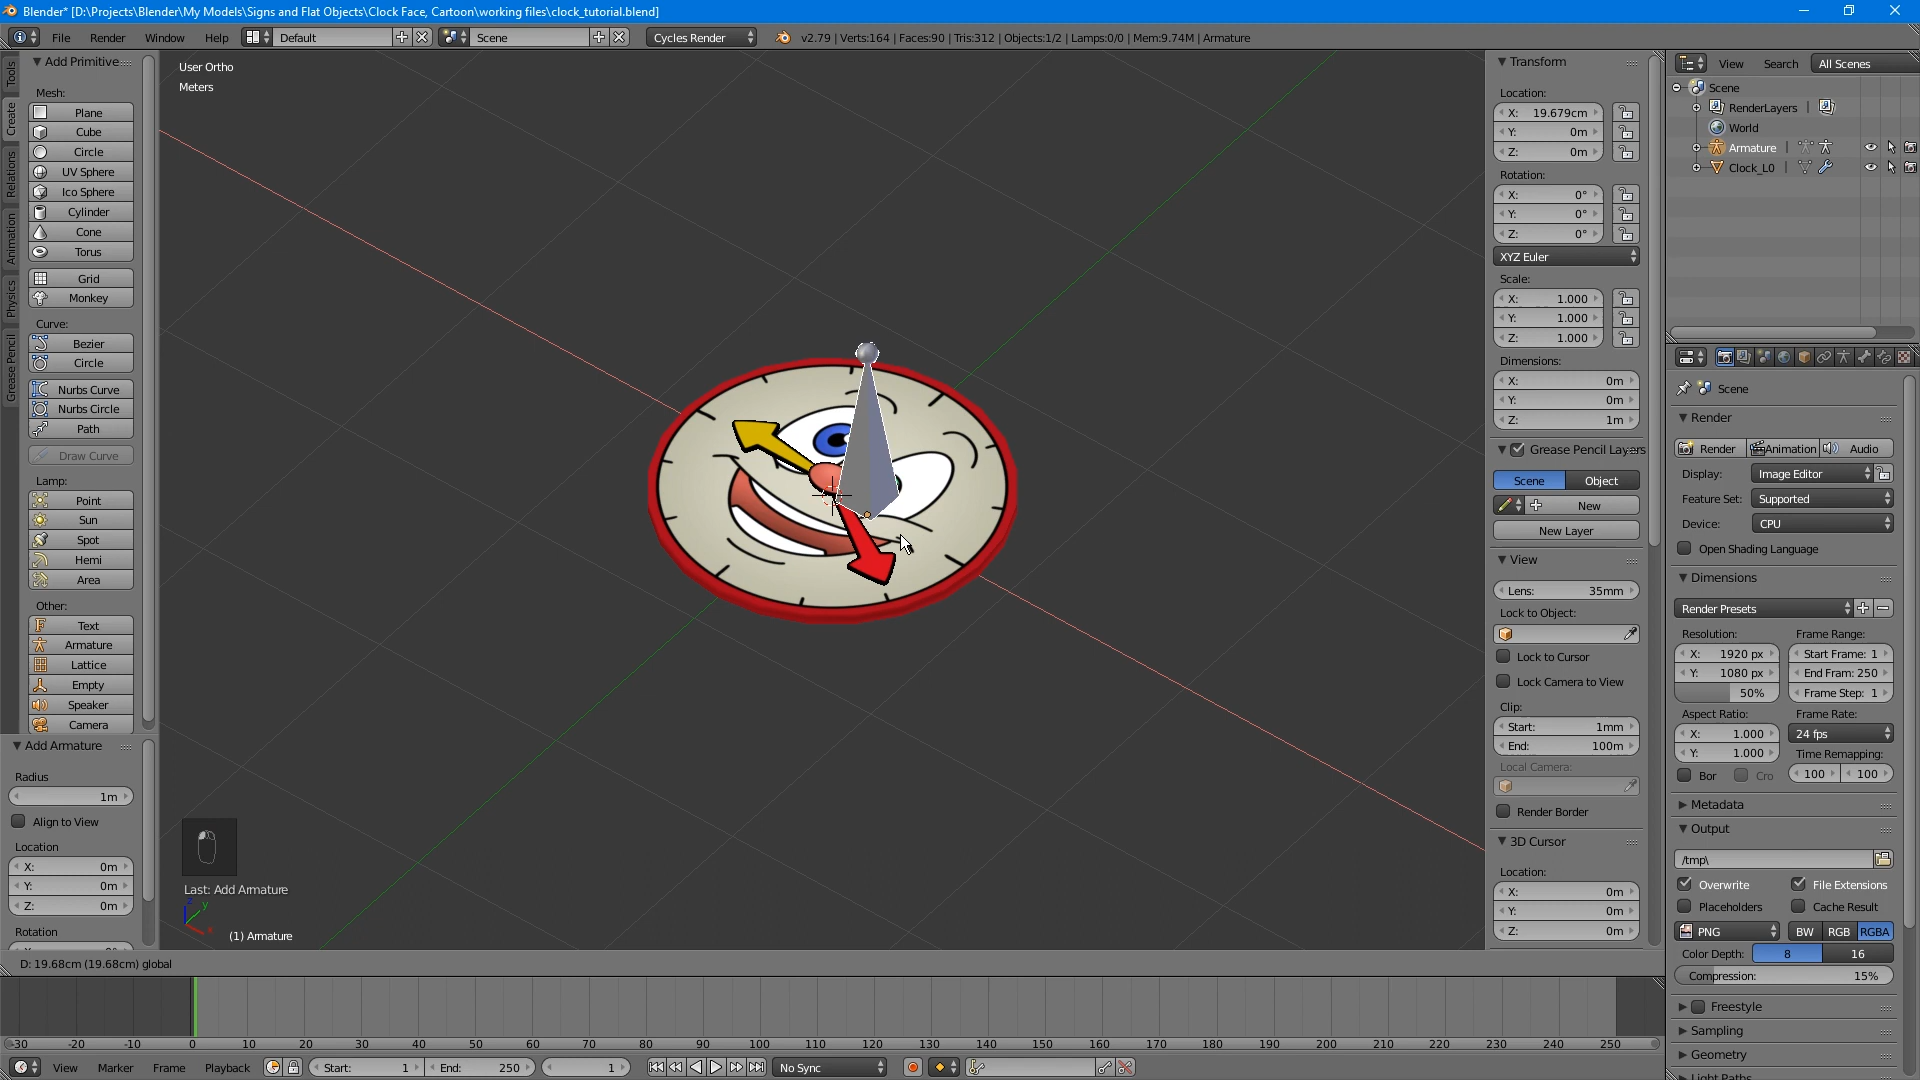 Blender* [D:\Projects\Blender\My Models\Signs and Flat Objects\Clock Face, Cartoon\working files\clock_tutorial.blend]
File Render Window Help Default Scene Cycles Render v2.79 | Verts:164 | Faces:90 | Tris:312 | Objects:1/2 | Lamps:0/0 | Mem:9.74M | Armature
Tools
Create
Relations
Animation
Physics
Grease Pencil
Add Primitive
Mesh:
Plane
Cube
Circle
UV Sphere
Ico Sphere
Cylinder
Cone
Torus
Grid
Monkey
Curve:
Bezier
Circle
Nurbs Curve
Nurbs Circle
Path
Draw Curve
Lamp:
Point
Sun
Spot
Hemi
Area
Other:
Text
Armature
Lattice
Empty
Speaker
Camera
Add Armature
Radius
1m
Align to View
Location
X: 0m
Y: 0m
Z: 0m
Rotation
User Ortho
Meters
Last: Add Armature
z y x
(1) Armature
D: 19.68cm (19.68cm) global
Transform
Location:
X: 19.679cm
Y: 0m
Z: 0m
Rotation:
X: 0°
Y: 0°
Z: 0°
XYZ Euler
Scale:
X: 1.000
Y: 1.000
Z: 1.000
Dimensions:
X: 0m
Y: 0m
Z: 1m
Grease Pencil Layers
Scene Object
New
New Layer
View
Lens: 35mm
Lock to Object:
Lock to Cursor
Lock Camera to View
Clip:
Start: 1mm
End: 100m
Local Camera:
Render Border
3D Cursor
Location:
X: 0m
Y: 0m
Z: 0m
View Search All Scenes
Scene
RenderLayers |
World
Armature |
Clock_L0 |
Scene
Render
Render Animation Audio
Display: Image Editor
Feature Set: Supported
Device: CPU
Open Shading Language
Dimensions
Render Presets
Resolution: Frame Range:
X: 1920 px Start Frame: 1
Y: 1080 px End Fram: 250
50% Frame Step: 1
Aspect Ratio: Frame Rate:
X: 1.000 24 fps
Y: 1.000 Time Remapping:
Bor Cro 100 100
Metadata
Output
/tmp\
Overwrite File Extensions
Placeholders Cache Result
PNG BW RGB RGBA
Color Depth: 8 16
Compression: 15%
Freestyle
Sampling
Geometry
Light Paths
-30 -20 -10 0 10 20 30 40 50 60 70 80 90 100 110 120 130 140 150 160 170 180 190 200 210 220 230 240 250
View Marker Frame Playback Start: 1 End: 250 1 No Sync